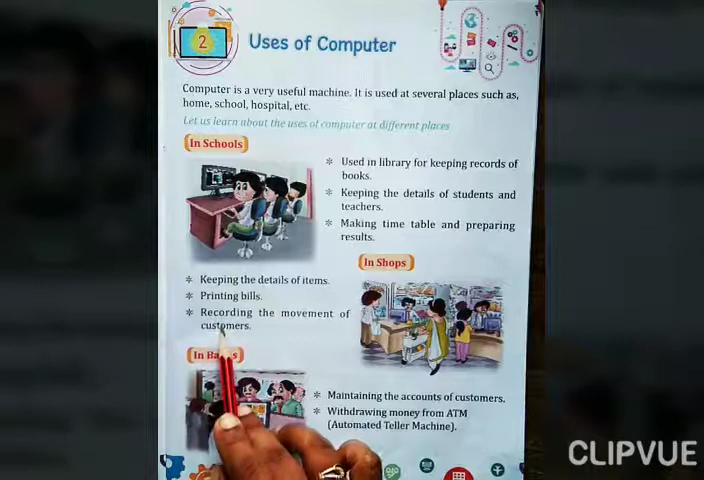 2
Uses of Computer
Computer is a very useful machine. It is used at several places such as,
home, school, hospital, etc.
Let us learn about the uses of computer at different places
In Schools
* Used in library for keeping records of
books.
* Keeping the details of students and
teachers.
* Making time table and preparing
results.
In Shops
* Keeping the details of items.
* Printing bills.
* Recording the movement of
customers.
In
* Maintaining the accounts of customers.
* Withdrawing money from ATM
(Automated Teller Machine).
CLIPVUE